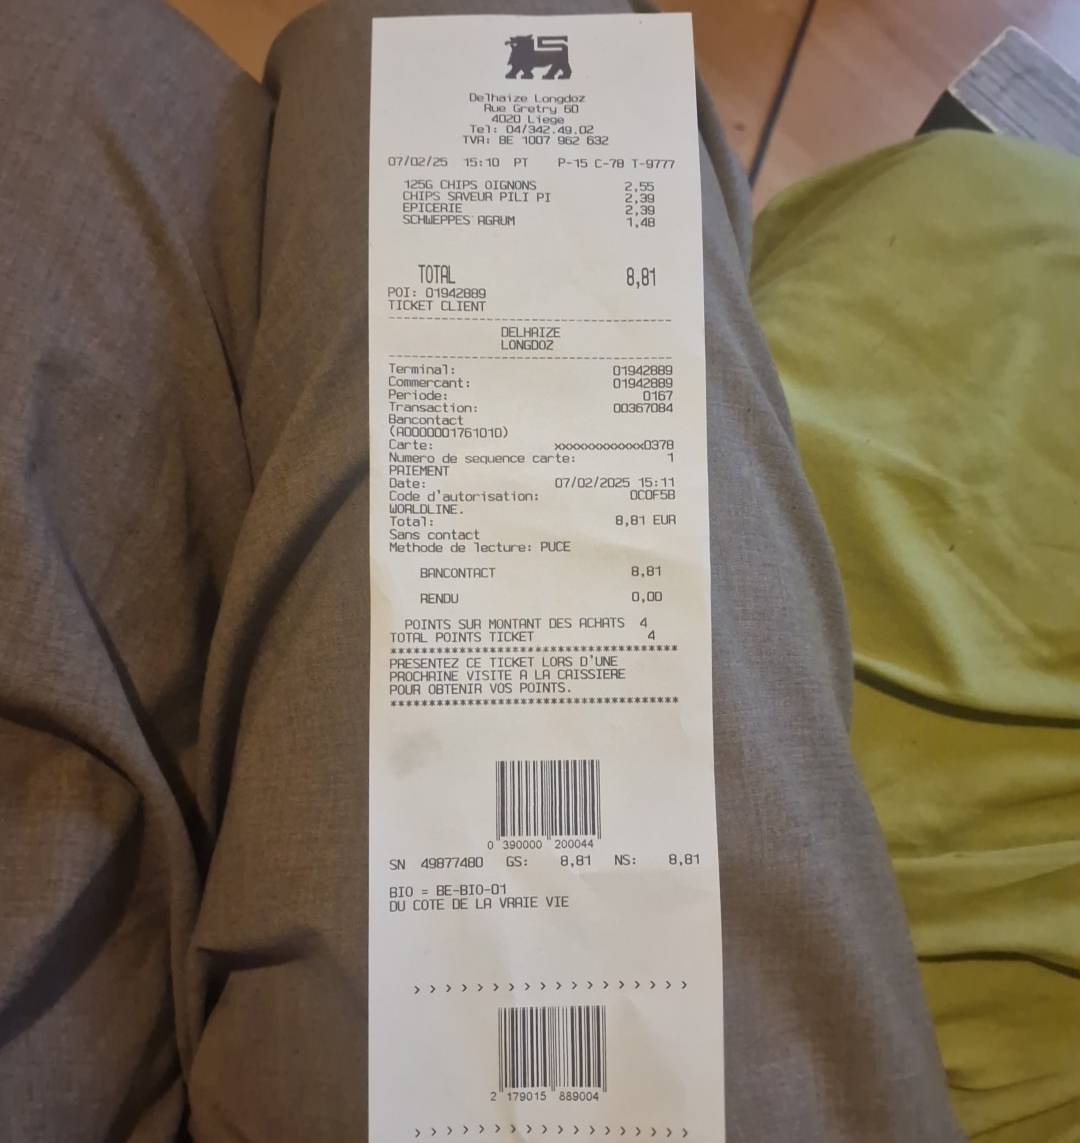 Delhaize Longdoz
Rue Gretry 60
4020 Liege
Tel: 04/342.49.02
TVA: BE 1007 962 632
07/02/25 15:10 PT P-15 C-78 T-9777
125G CHIPS OIGNONS 2,55
CHIPS SAVEUR PILI PI 2,39
EPICERIE 2,39
SCHWEPPES AGRUM 1,48
TOTAL 8,81
POI: 01942889
TICKET CLIENT
DELHAIZE
LONGDOZ
Terminal: 01942889
Commercant: 01942889
Periode: 0167
Transaction: 00367084
Bancontact
(A0000001761010)
Carte: xxxxxxxxxxxxx0378
Numero de sequence carte: 1
PAIEMENT
Date: 07/02/2025 15:11
Code d'autorisation: 0C0F5B
WORLDLINE.
Total: 8,81 EUR
Sans contact
Methode de lecture: PUCE
BANCONTACT 8,81
RENDU 0,00
POINTS SUR MONTANT DES ACHATS 4
TOTAL POINTS TICKET 4
************************************
PRESENTEZ CE TICKET LORS D'UNE
PROCHAINE VISITE A LA CAISSIERE
POUR OBTENIR VOS POINTS.
************************************
0 390000 200044
SN 49877480 GS: 8,81 NS: 8,81
BIO = BE-BIO-01
DU COTE DE LA VRAIE VIE
> > > > > > > > > > > > > > > > > >
2 179015 889004
> > > > > > > > > > > > > > > > > >